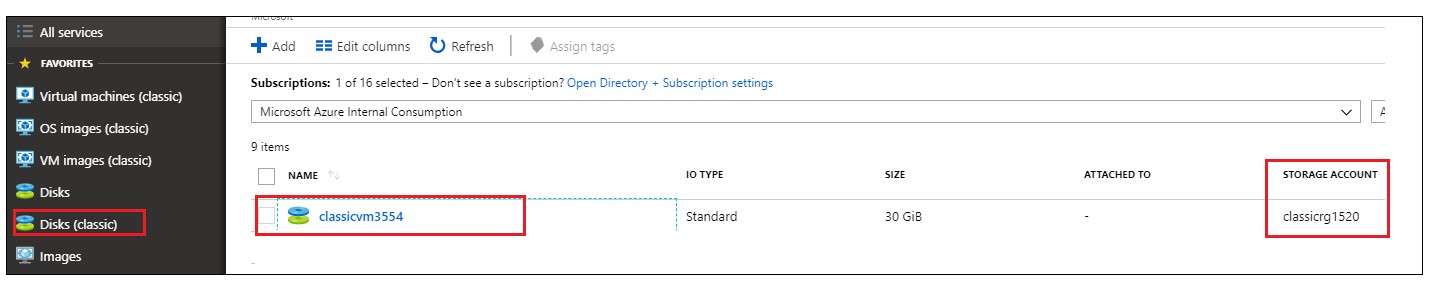 Microsoft
All services
FAVORITES
Virtual machines (classic)
OS images (classic)
VM images (classic)
Disks
Disks (classic)
Images
Add
Edit columns
Refresh
Assign tags
Subscriptions: 1 of 16 selected – Don't see a subscription? Open Directory + Subscription settings
Microsoft Azure Internal Consumption
9 items
NAME IO TYPE SIZE ATTACHED TO STORAGE ACCOUNT
classicvm3554 Standard 30 GiB - classicrg1520